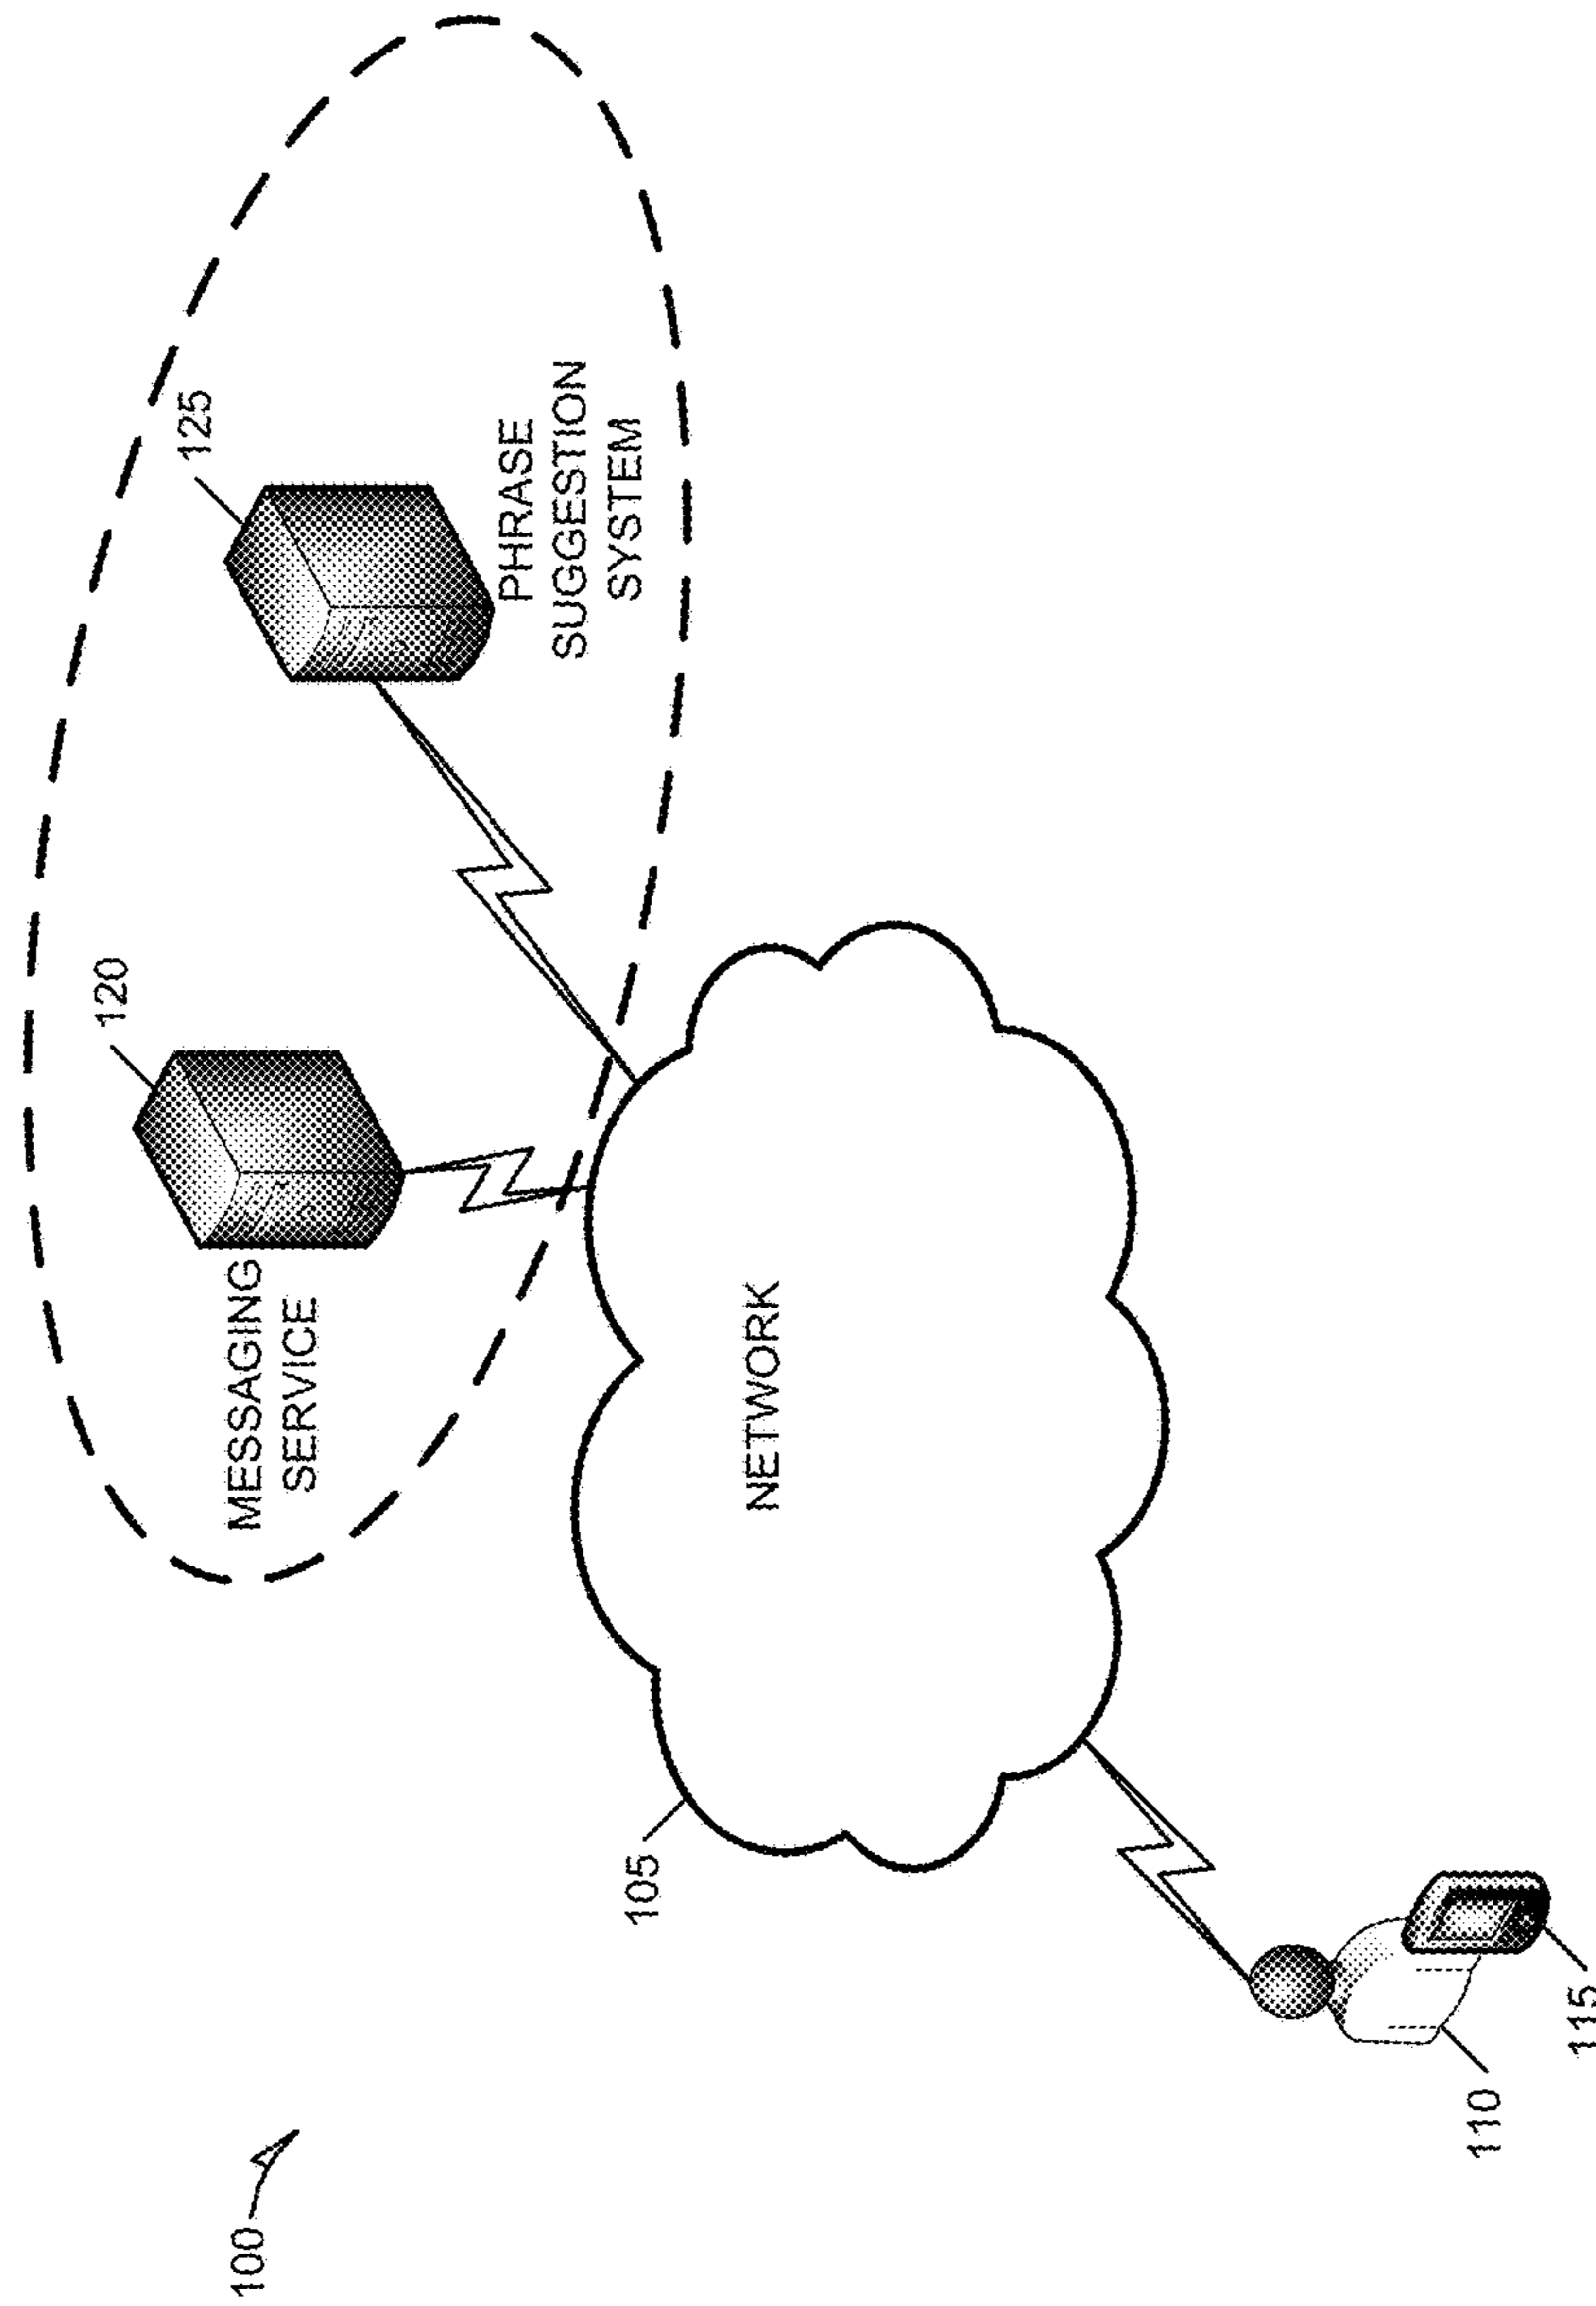 100
120
MESSAGING
SERVICE
125
PHRASE
SUGGESTION
SYSTEM
105
NETWORK
110
115